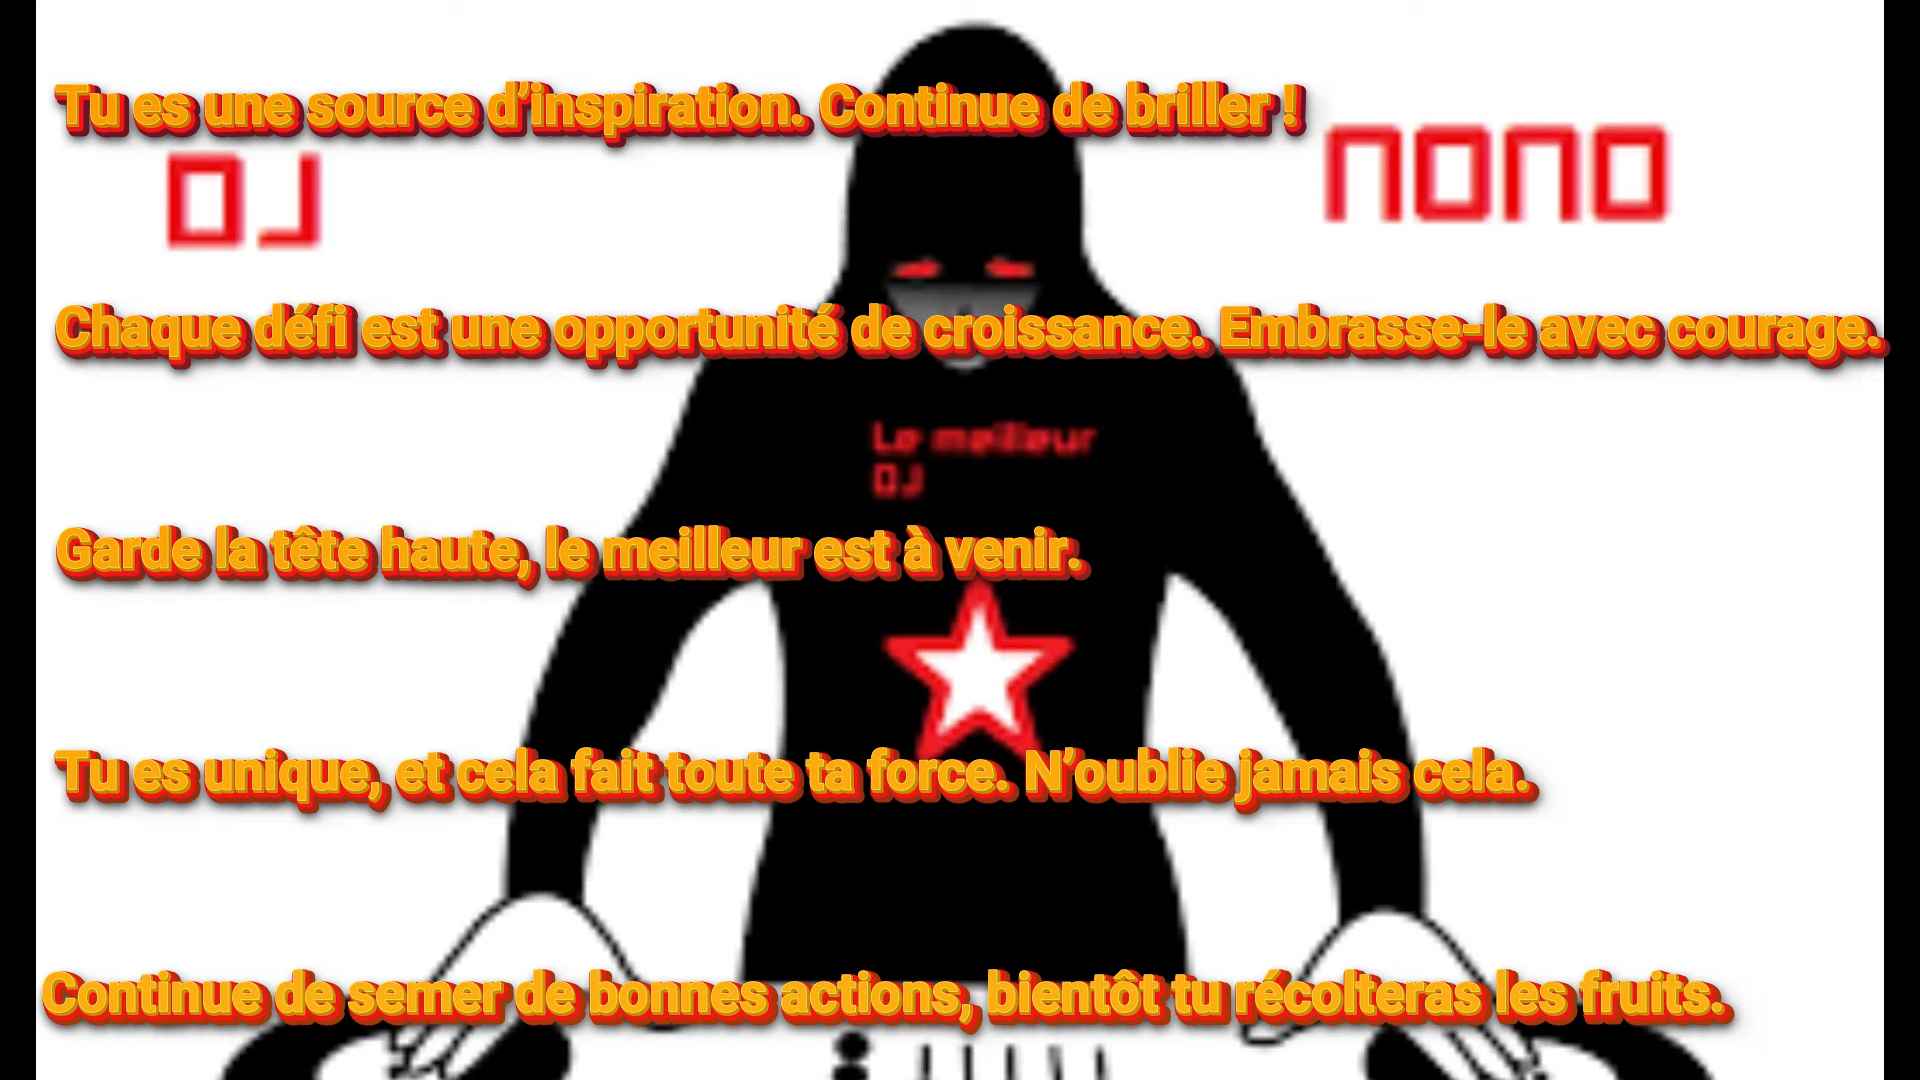 Tu es une source d'inspiration. Continue de briller !
DJ
NONO
Chaque défi est une opportunité de croissance. Embrasse-le avec courage.
Le meilleur
DJ
Garde la tête haute, le meilleur est à venir.
Tu es unique, et cela fait toute ta force. N'oublie jamais cela.
Continue de semer de bonnes actions, bientôt tu récolteras les fruits.